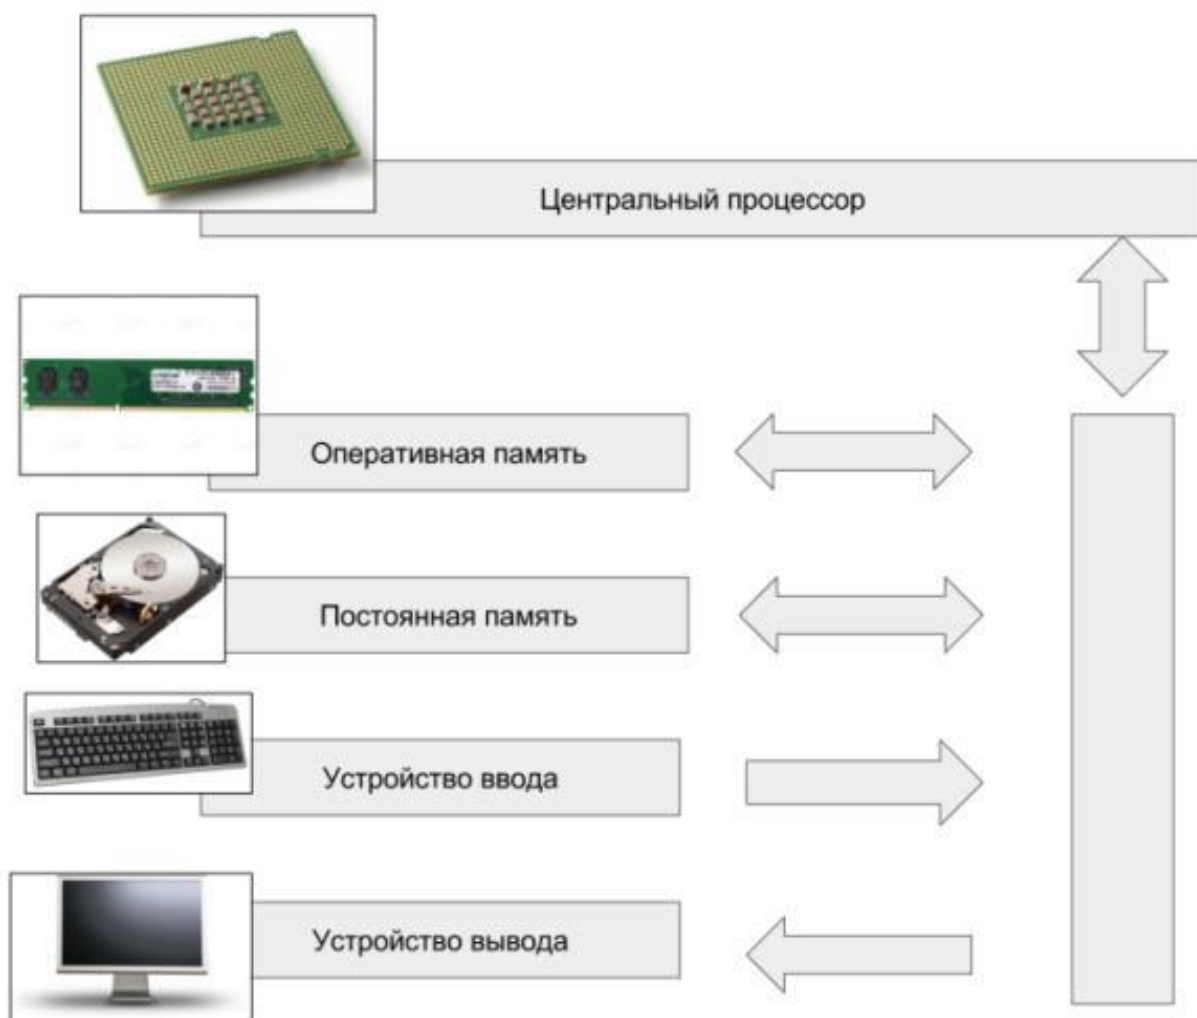 Центральный процессор
Оперативная память
Постоянная память
Устройство ввода
Устройство вывода